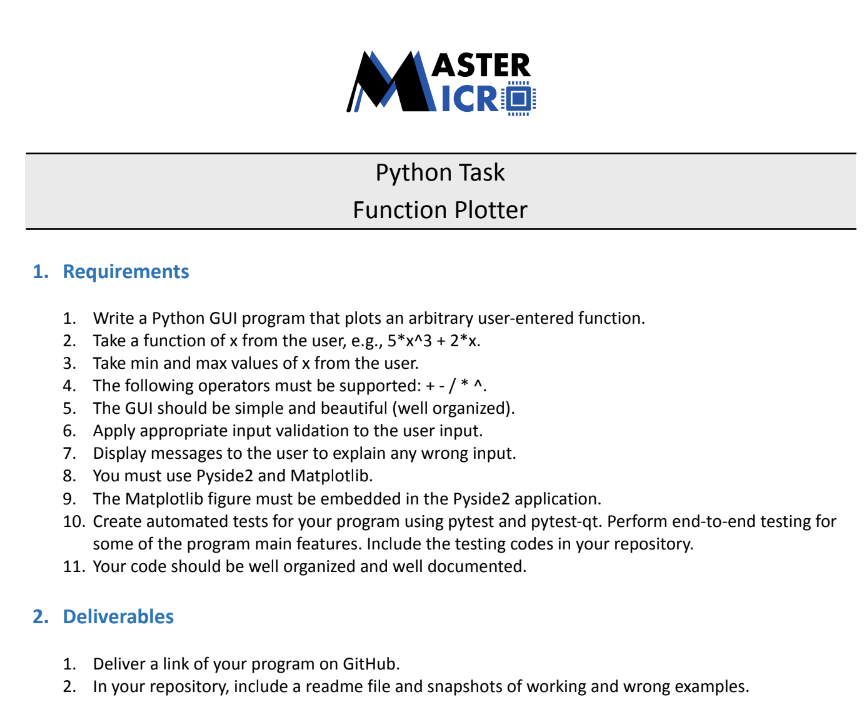 MASTER
MICRO
Python Task
Function Plotter
1. Requirements
1. Write a Python GUI program that plots an arbitrary user-entered function.
2. Take a function of x from the user, e.g., 5*x^3 + 2*x.
3. Take min and max values of x from the user.
4. The following operators must be supported: + - / * ^.
5. The GUI should be simple and beautiful (well organized).
6. Apply appropriate input validation to the user input.
7. Display messages to the user to explain any wrong input.
8. You must use Pyside2 and Matplotlib.
9. The Matplotlib figure must be embedded in the Pyside2 application.
10. Create automated tests for your program using pytest and pytest-qt. Perform end-to-end testing for
some of the program main features. Include the testing codes in your repository.
11. Your code should be well organized and well documented.
2. Deliverables
1. Deliver a link of your program on GitHub.
2. In your repository, include a readme file and snapshots of working and wrong examples.